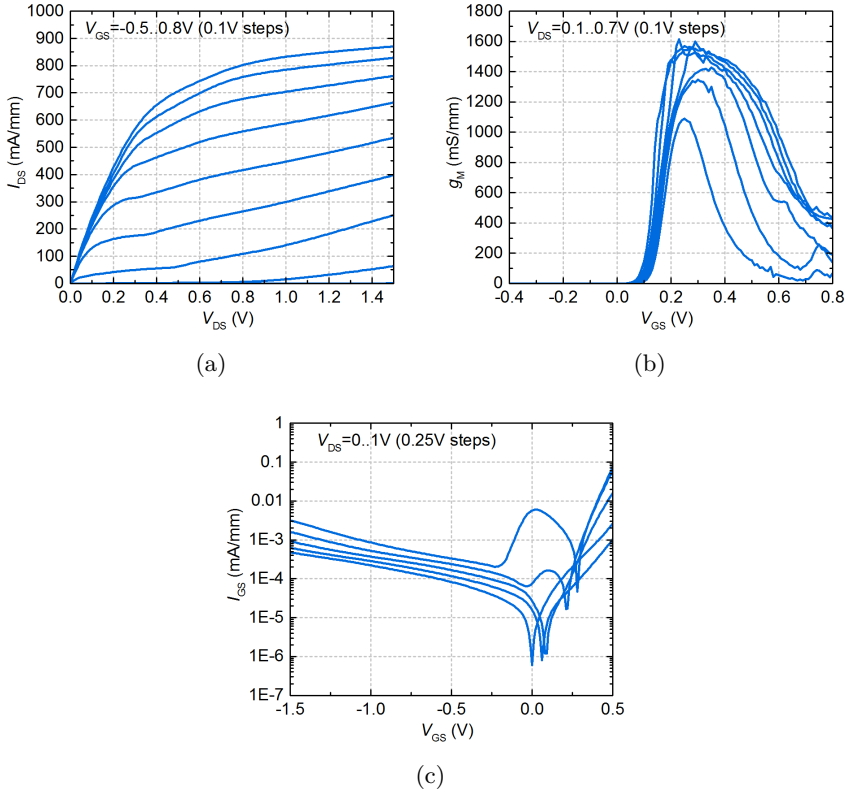 V_GS=-0.5..0.8V (0.1V steps)
1000
900
800
700
600
500
400
300
200
100
0
I_DS (mA/mm)
0.0 0.2 0.4 0.6 0.8 1.0 1.2 1.4
V_DS (V)
(a)
V_DS=0.1..0.7V (0.1V steps)
1800
1600
1400
1200
1000
800
600
400
200
0
g_M (mS/mm)
-0.4 -0.2 0.0 0.2 0.4 0.6 0.8
V_GS (V)
(b)
V_DS=0..1V (0.25V steps)
1
0.1
0.01
1E-3
1E-4
1E-5
1E-6
1E-7
I_GS (mA/mm)
-1.5 -1.0 -0.5 0.0 0.5
V_GS (V)
(c)